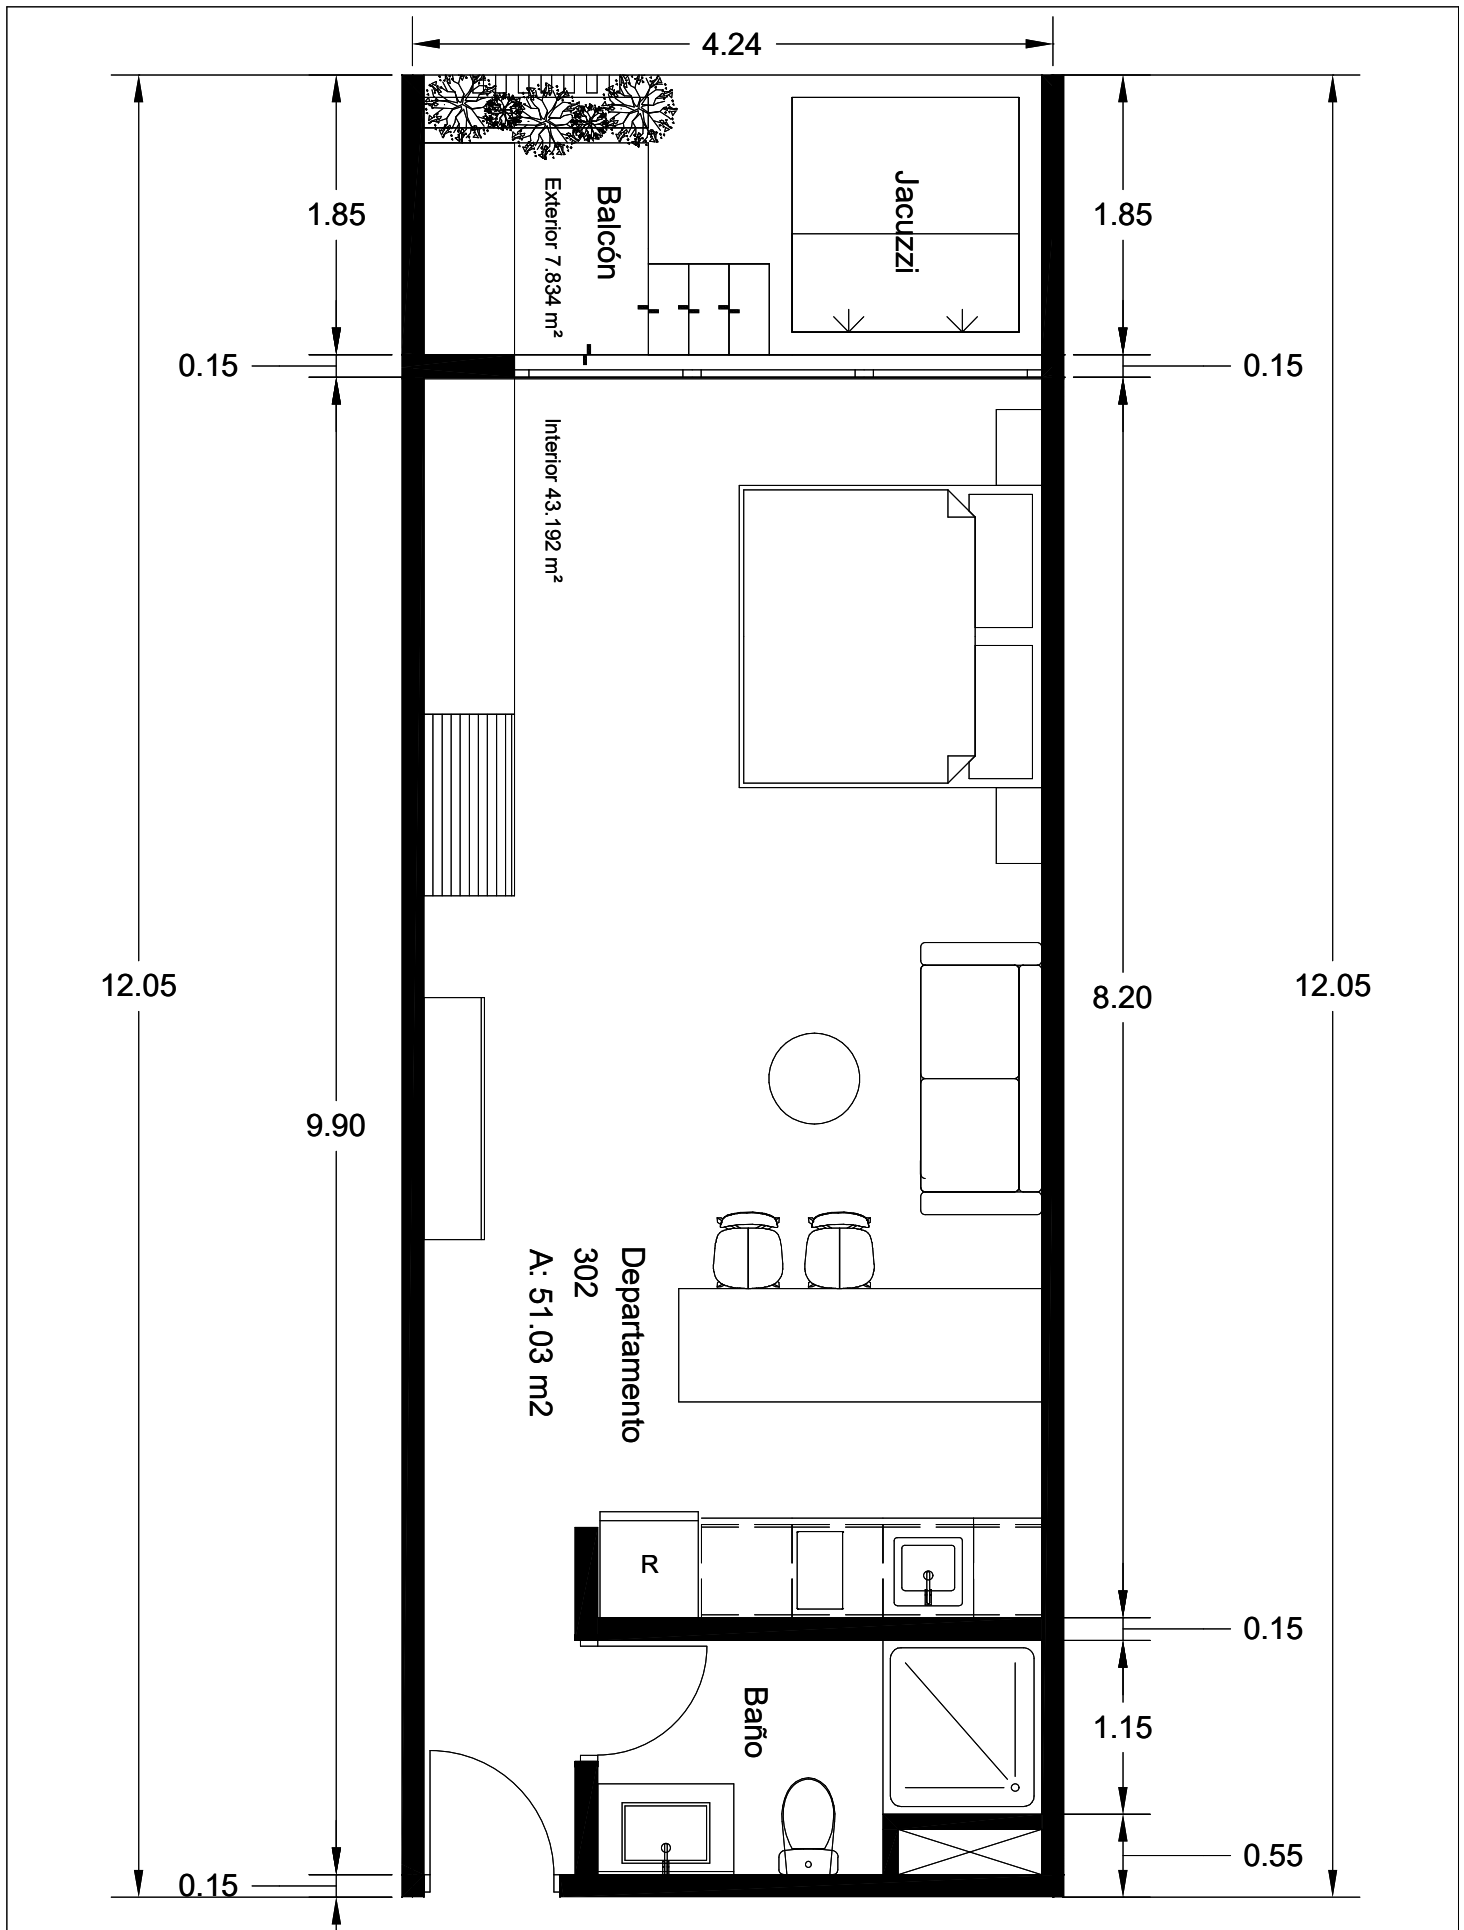 4.24
1.85
1.85
Jacuzzi
Balcón
Exterior 7.834 m²
0.15
0.15
Interior 43.192 m²
12.05
8.20
12.05
9.90
Departamento
302
A: 51.03 m2
R
0.15
Baño
1.15
0.55
0.15